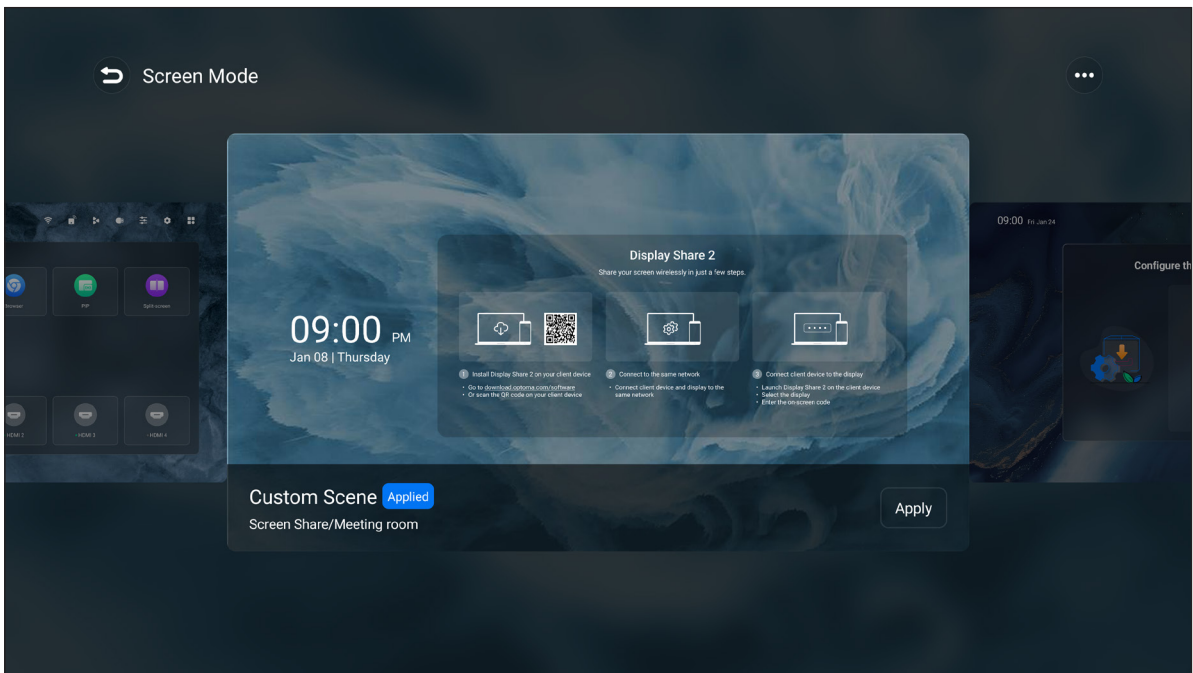 Screen Mode
09:00 Fri. Jan 24
Browser
PIP
Split screen
HDMI 2
- HDMI 3
- HDMI 4
09:00 PM
Jan 08 | Thursday
Display Share 2
Share your screen wirelessly in just a few steps.
1 Install Display Share 2 on your client device
• Go to download.optoma.com/software
• Or scan the QR code on your client device
2 Connect to the same network
• Connect client device and display to the
same network
3 Connect client device to the display
• Launch Display Share 2 on the client device
• Select the display
• Enter the on-screen code
Configure th
Custom Scene Applied
Screen Share/Meeting room
Apply